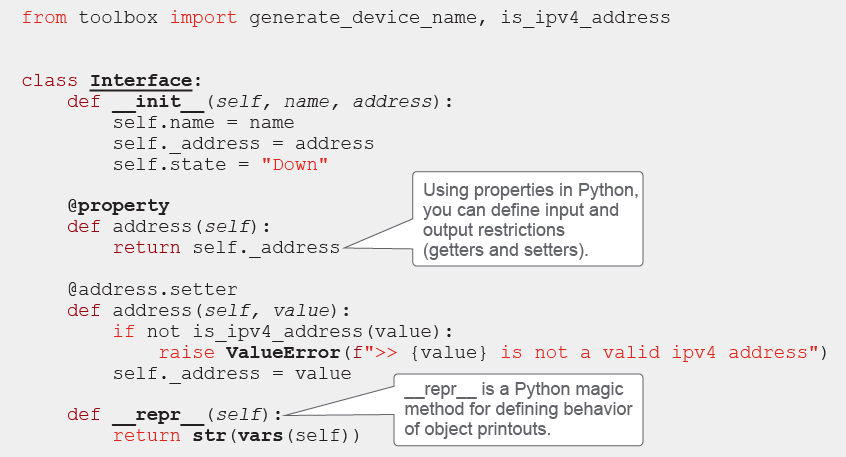 from toolbox import generate_device_name, is_ipv4_address
class Interface:
    def __init__(self, name, address):
        self.name = name
        self._address = address
        self.state = "Down"
    @property
    def address(self):
        return self._address
Using properties in Python,
you can define input and
output restrictions
(getters and setters).
    @address.setter
    def address(self, value):
        if not is_ipv4_address(value):
            raise ValueError(f">> {value} is not a valid ipv4 address")
        self._address = value
    def __repr__(self):
        return str(vars(self))
__repr__ is a Python magic
method for defining behavior
of object printouts.